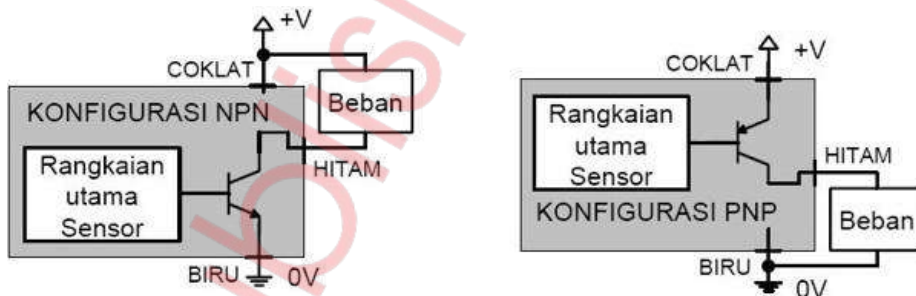 +V
COKLAT
KONFIGURASI NPN
Beban
Rangkaian
utama
Sensor
HITAM
BIRU
0V
+V
COKLAT
Rangkaian
utama
Sensor
HITAM
KONFIGURASI PNP
Beban
BIRU
0V